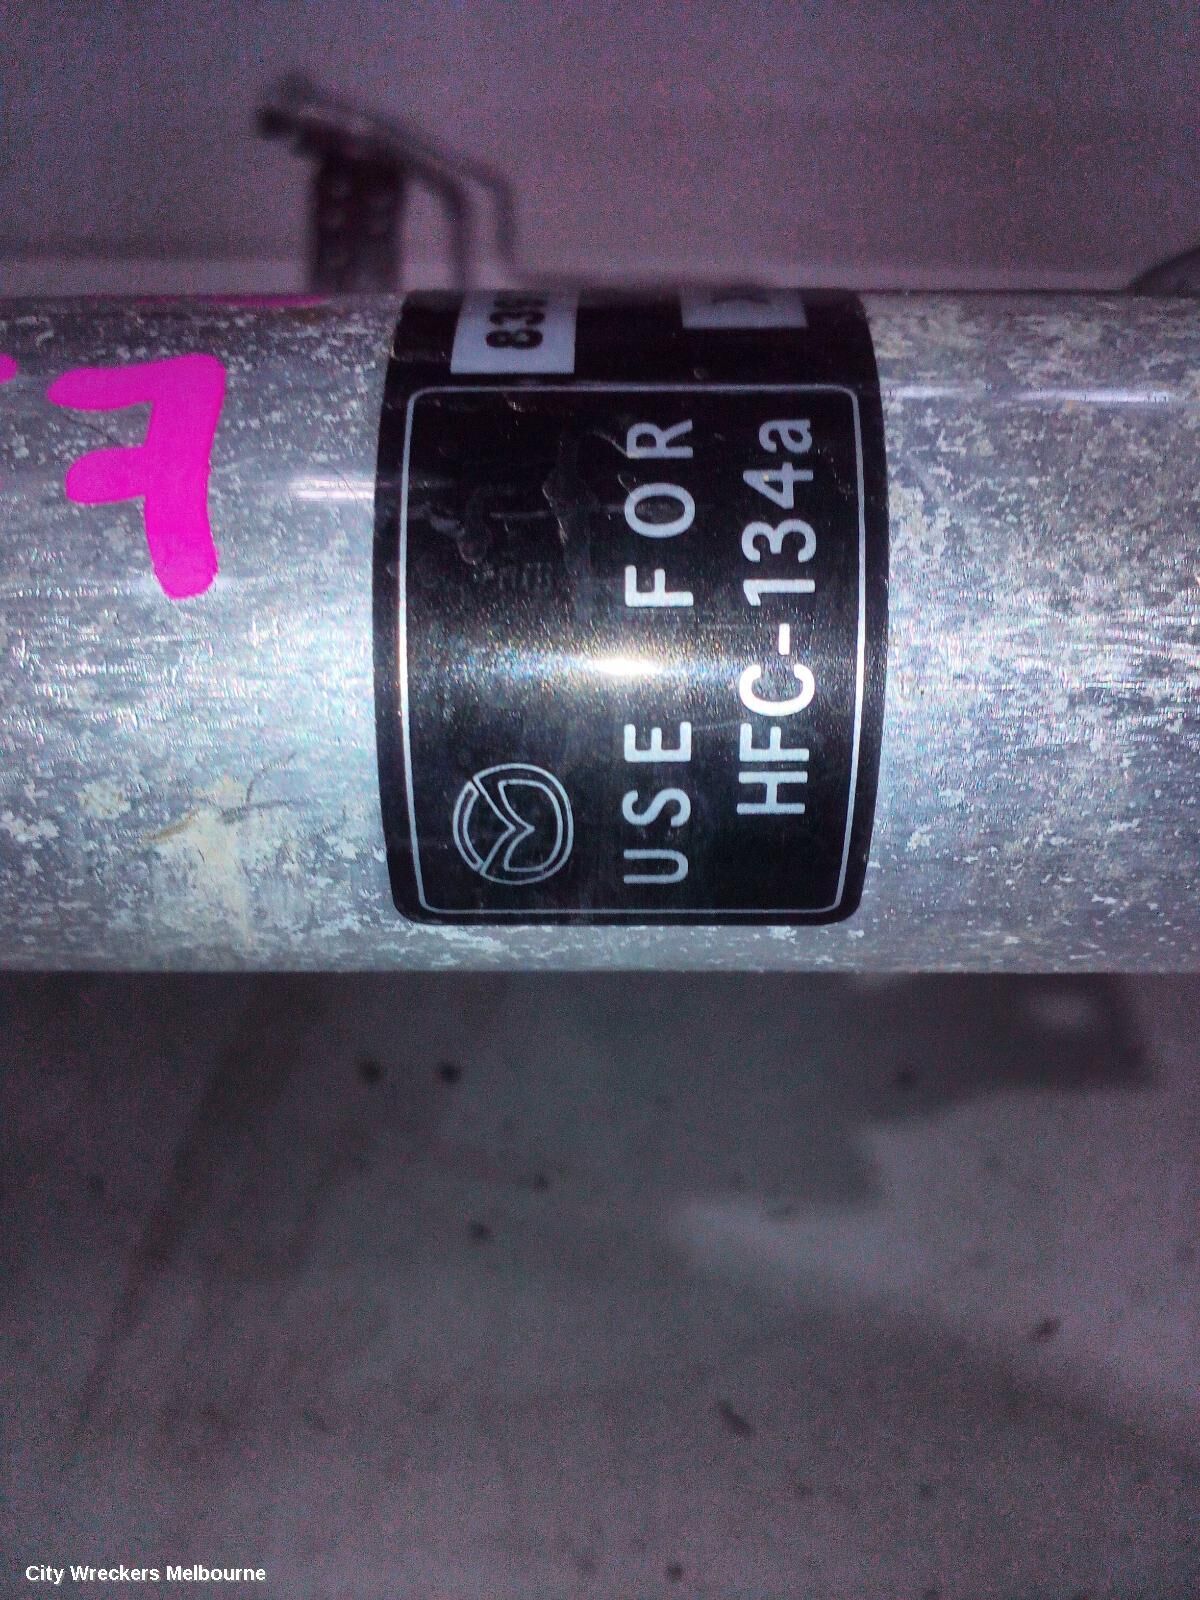 USE FOR
HFC-134a
City Wreckers Melbourne